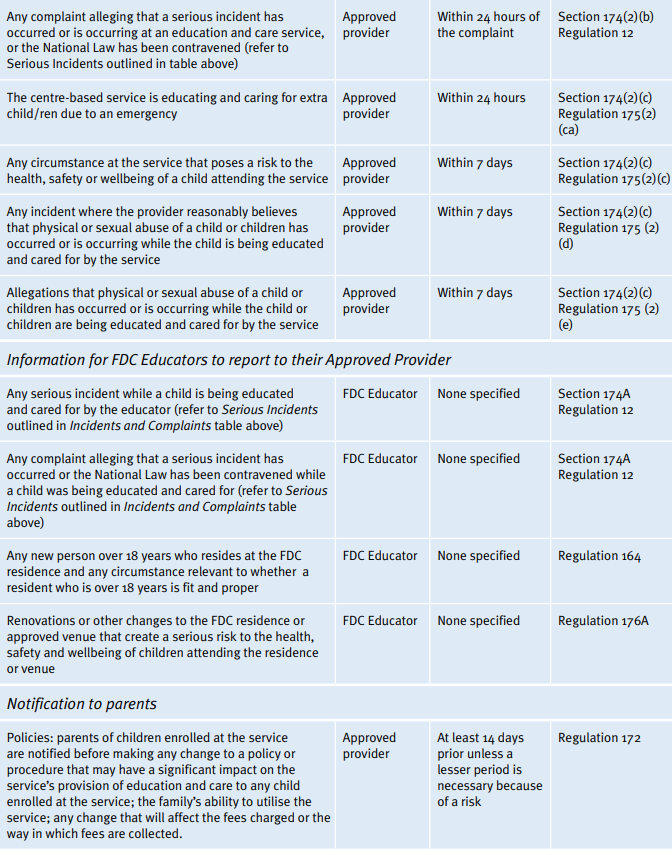 Any complaint alleging that a serious incident has
occurred or is occurring at an education and care service,
or the National Law has been contravened (refer to
Serious Incidents outlined in table above)
Approved
provider
Within 24 hours of
the complaint
Section 174(2)(b)
Regulation 12
The centre-based service is educating and caring for extra
child/ren due to an emergency
Approved
provider
Within 24 hours
Section 174(2)(c)
Regulation 175(2)
(ca)
Any circumstance at the service that poses a risk to the
health, safety or wellbeing of a child attending the service
Approved
provider
Within 7 days
Section 174(2)(c)
Regulation 175(2)(c)
Any incident where the provider reasonably believes
that physical or sexual abuse of a child or children has
occurred or is occurring while the child is being educated
and cared for by the service
Approved
provider
Within 7 days
Section 174(2)(c)
Regulation 175 (2)
(d)
Allegations that physical or sexual abuse of a child or
children has occurred or is occurring while the child or
children are being educated and cared for by the service
Approved
provider
Within 7 days
Section 174(2)(c)
Regulation 175 (2)
(e)
Information for FDC Educators to report to their Approved Provider
Any serious incident while a child is being educated
and cared for by the educator (refer to Serious Incidents
outlined in Incidents and Complaints table above)
FDC Educator
None specified
Section 174A
Regulation 12
Any complaint alleging that a serious incident has
occurred or the National Law has been contravened while
a child was being educated and cared for (refer to Serious
Incidents outlined in Incidents and Complaints table
above)
FDC Educator
None specified
Section 174A
Regulation 12
Any new person over 18 years who resides at the FDC
residence and any circumstance relevant to whether a
resident who is over 18 years is fit and proper
FDC Educator
None specified
Regulation 164
Renovations or other changes to the FDC residence or
approved venue that create a serious risk to the health,
safety and wellbeing of children attending the residence
or venue
FDC Educator
None specified
Regulation 176A
Notification to parents
Policies: parents of children enrolled at the service
are notified before making any change to a policy or
procedure that may have a significant impact on the
service's provision of education and care to any child
enrolled at the service; the family's ability to utilise the
service; any change that will affect the fees charged or the
way in which fees are collected.
Approved
provider
At least 14 days
prior unless a
lesser period is
necessary because
of a risk
Regulation 172